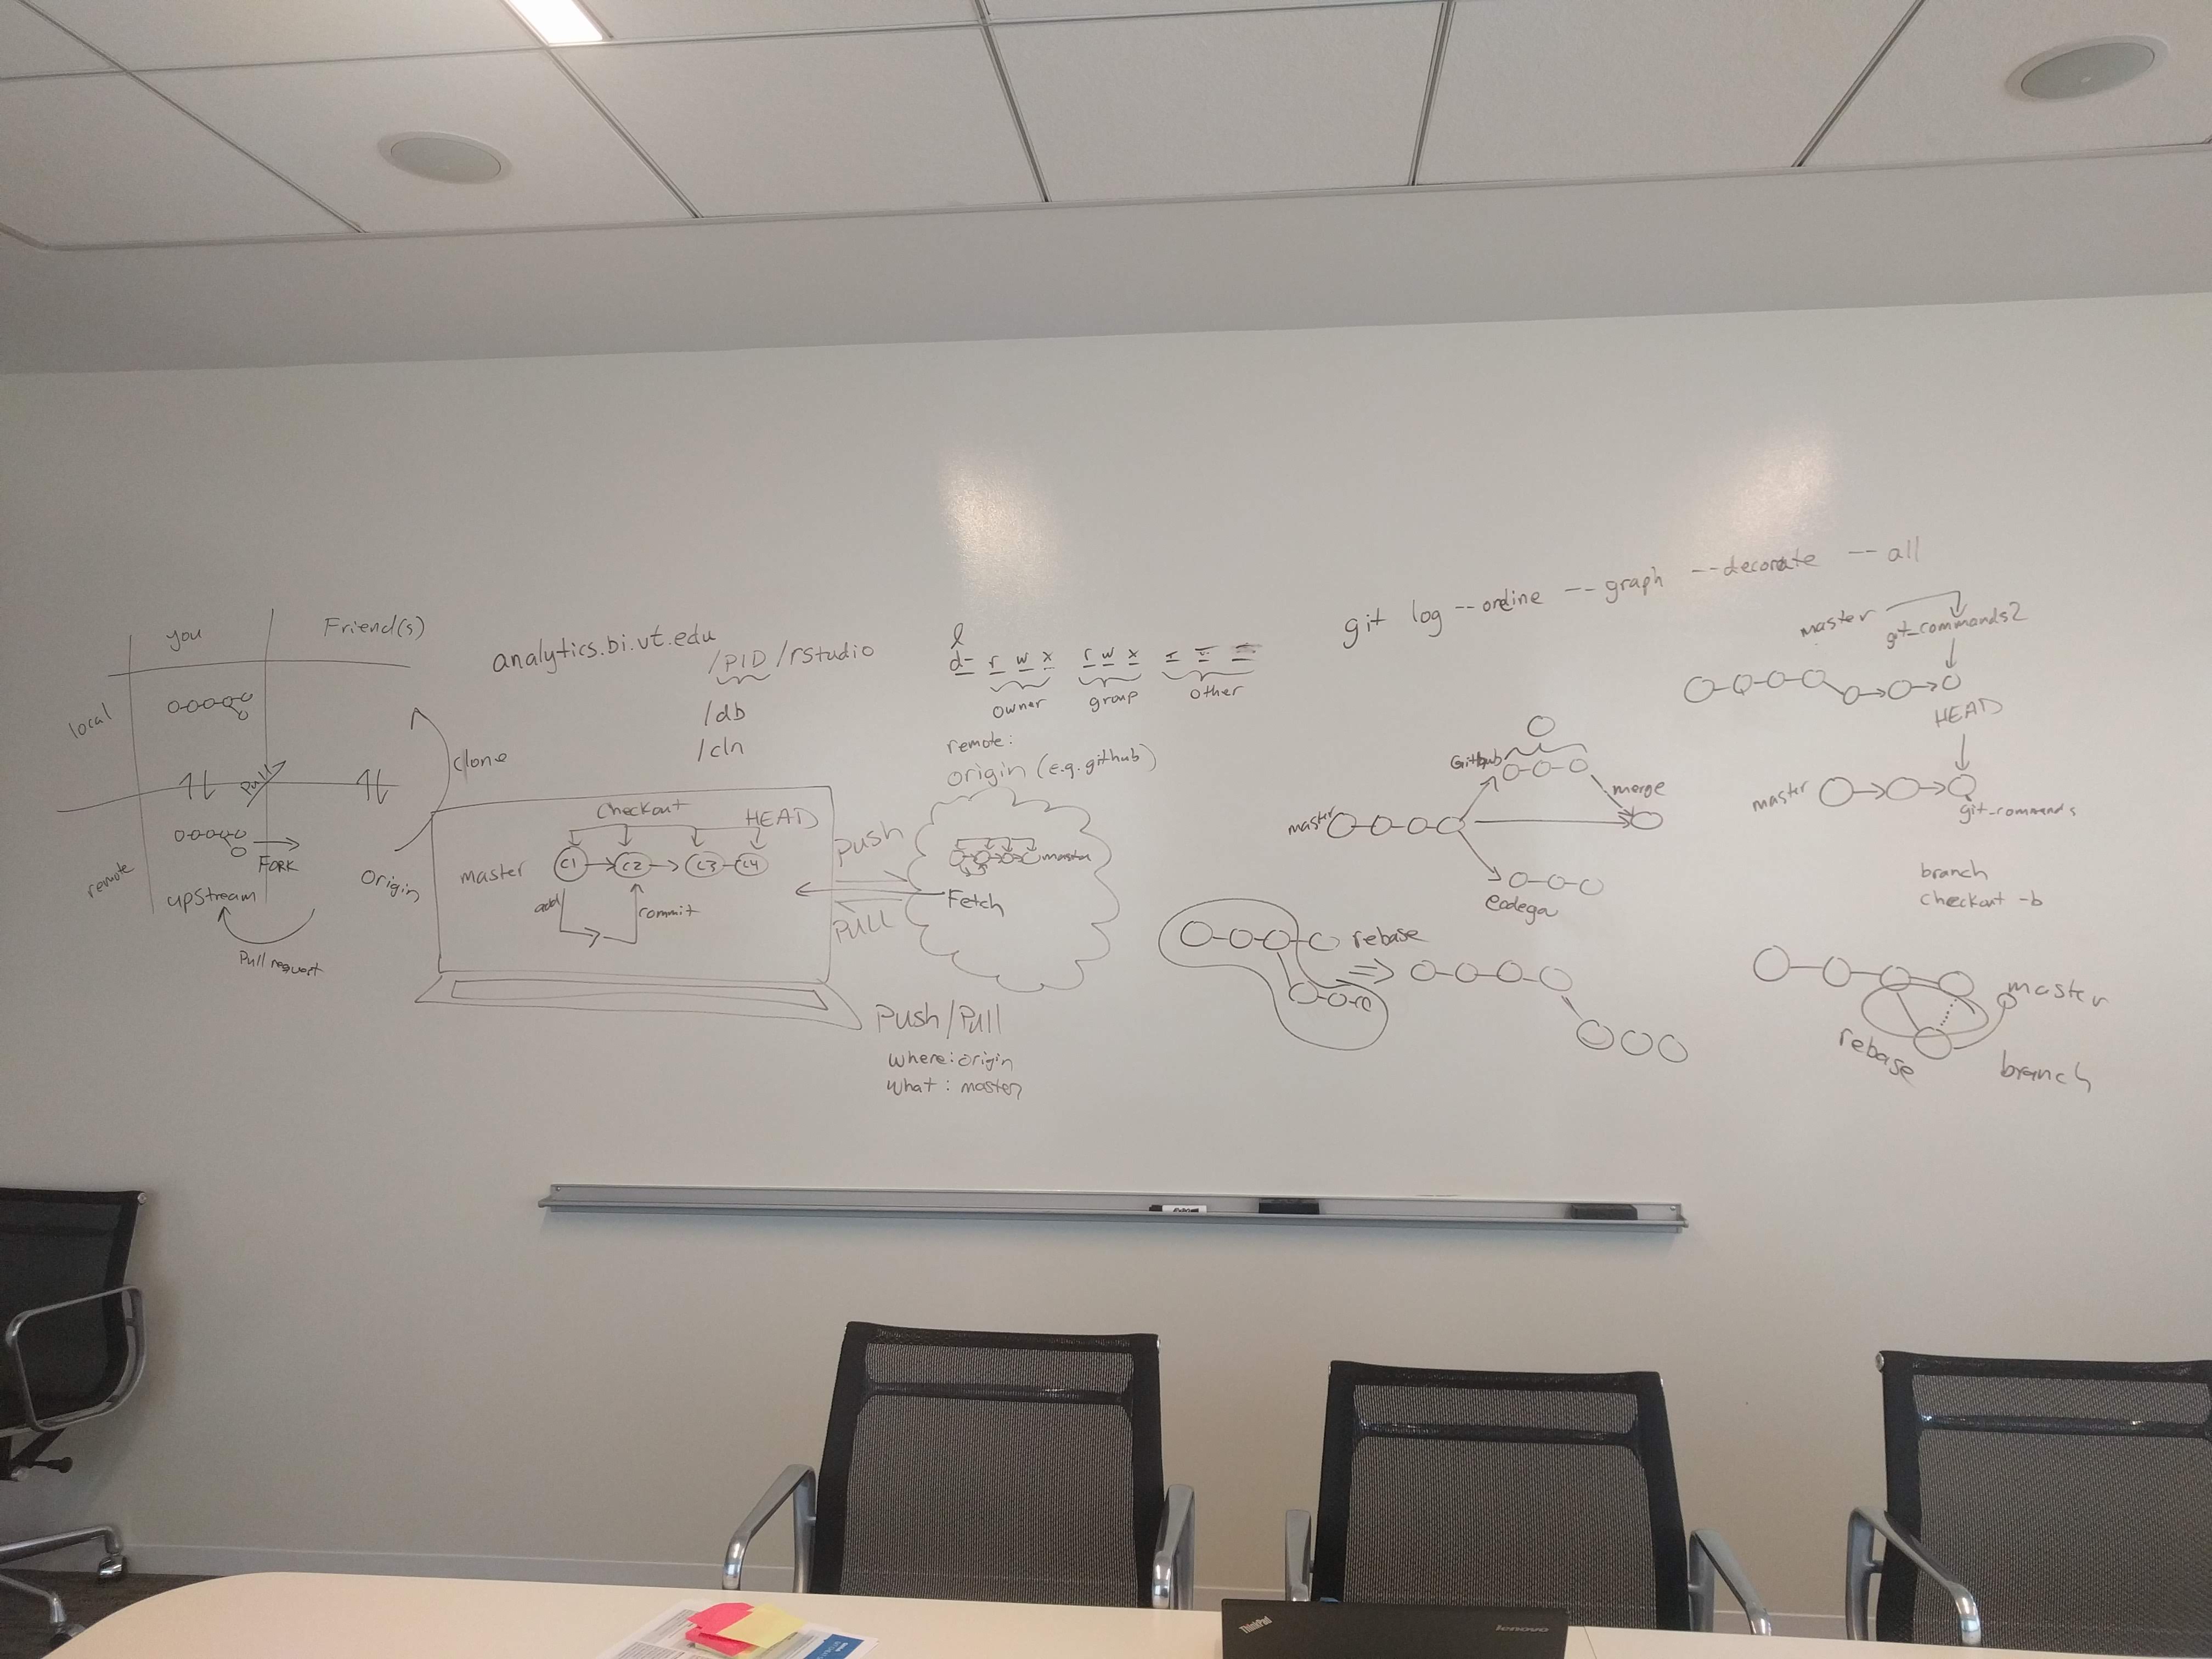 you
Friend(s)
local
remote
Pull
clone
FORK
upstream
Origin
Pull request
analytics.bi.vt.edu
/PID/rstudio
/db
/cln
Checkout
HEAD
master
C1
C2
C3
C4
add
commit
Push
PULL
Fetch
l
d- r w x r w x
owner
group
other
remote:
origin (e.g. github)
master
Push/Pull
where: origin
what: master
git log --oneline --graph --decorate --all
master
GitHub
merge
rebase
master
git_commands2
HEAD
master
git_commands
branch
checkout -b
master
rebase
branch
ThinkPad
lenovo